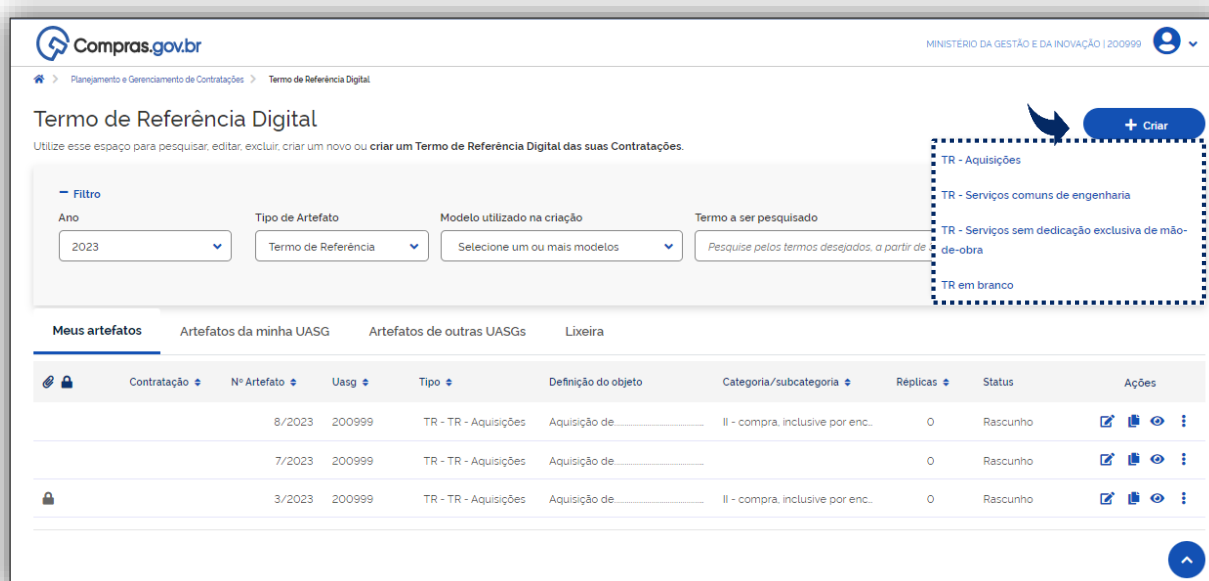 Compras.gov.br
MINISTÉRIO DA GESTÃO E DA INOVAÇÃO | 200999
> Planejamento e Gerenciamento de Contratações > Termo de Referência Digital
Termo de Referência Digital
+ Criar
Utilize esse espaço para pesquisar, editar, excluir, criar um novo ou criar um Termo de Referência Digital das suas Contratações.
TR - Aquisições
TR - Serviços comuns de engenharia
TR - Serviços sem dedicação exclusiva de mão-
de-obra
TR em branco
− Filtro
Ano
Tipo de Artefato
Modelo utilizado na criação
Termo a ser pesquisado
2023
Termo de Referência
Selecione um ou mais modelos
Pesquise pelos termos desejados, a partir de
Meus artefatos
Artefatos da minha UASG
Artefatos de outras UASGs
Lixeira
Contratação Nº Artefato Uasg Tipo Definição do objeto Categoria/subcategoria Réplicas Status Ações
8/2023 200999 TR - TR - Aquisições Aquisição de........................ II - compra, inclusive por enc... 0 Rascunho
7/2023 200999 TR - TR - Aquisições Aquisição de........................ 0 Rascunho
3/2023 200999 TR - TR - Aquisições Aquisição de........................ II - compra, inclusive por enc... 0 Rascunho